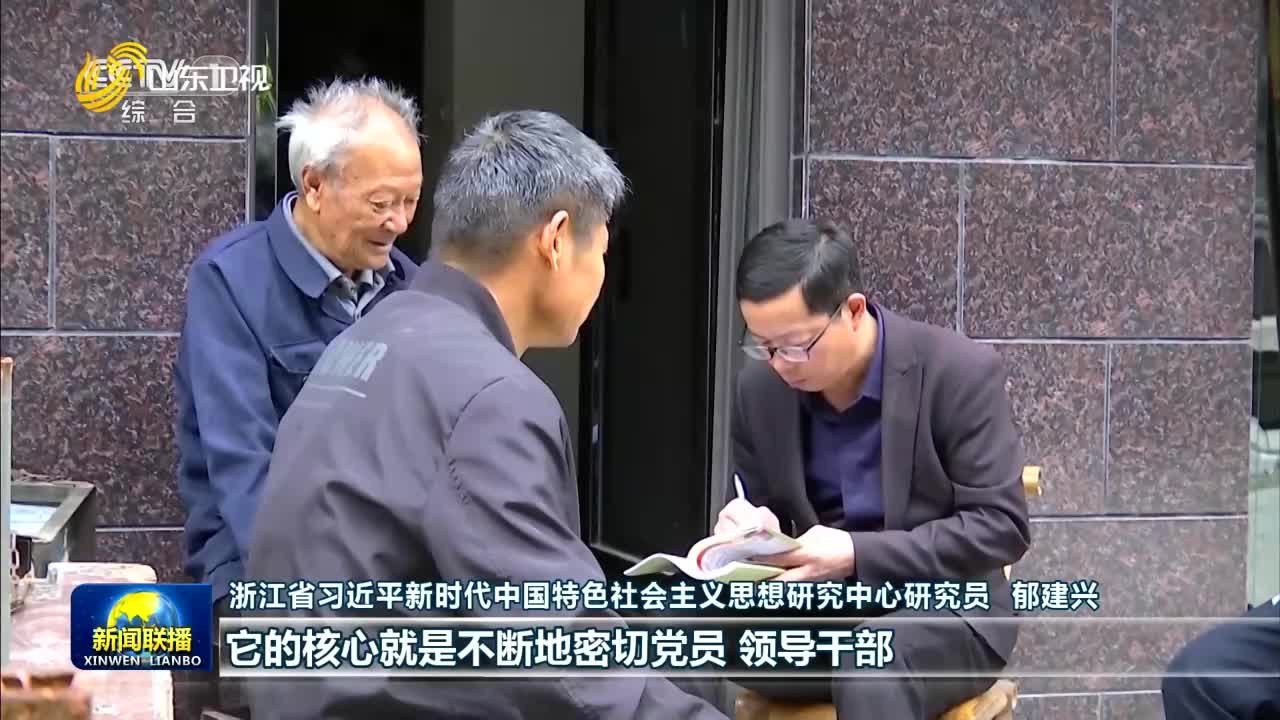 山东卫视
综合
浙江省习近平新时代中国特色社会主义思想研究中心研究员 郁建兴
新闻联播
XINWEN LIANBO
它的核心就是不断地密切党员 领导干部